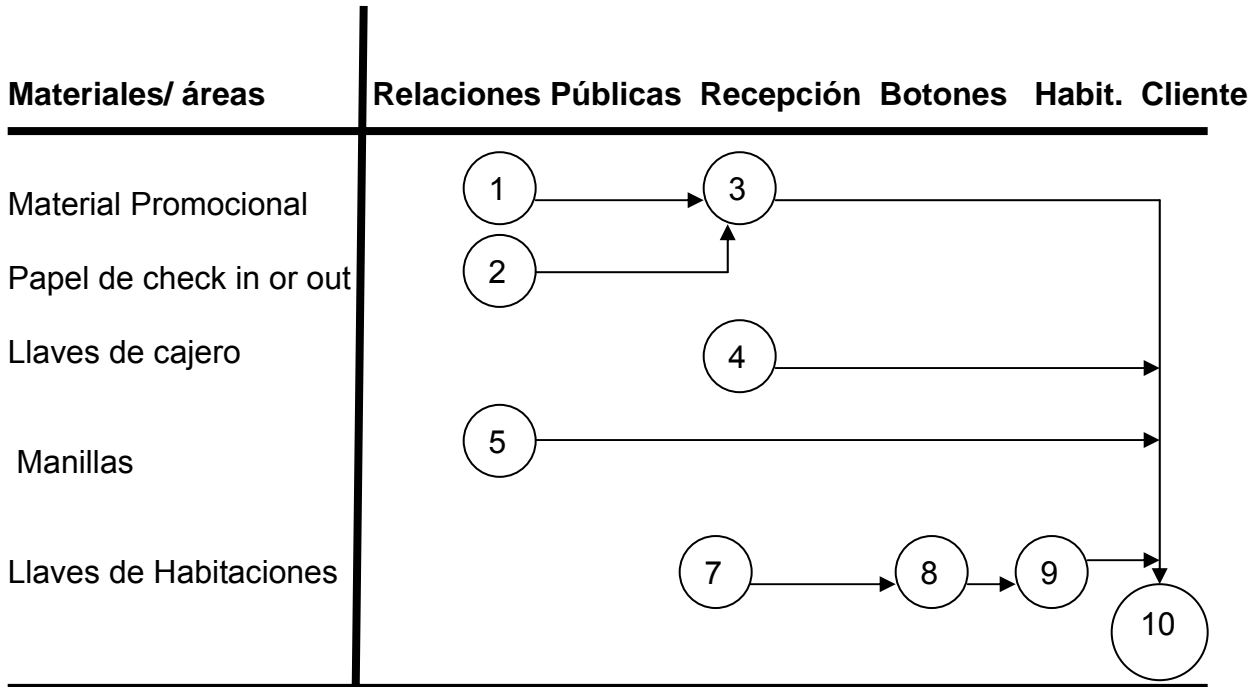 Materiales/ áreas Relaciones Públicas Recepción Botones Habit. Cliente
Material Promocional 1 3
Papel de check in or out 2
Llaves de cajero 4
Manillas 5
Llaves de Habitaciones 7 8 9
10